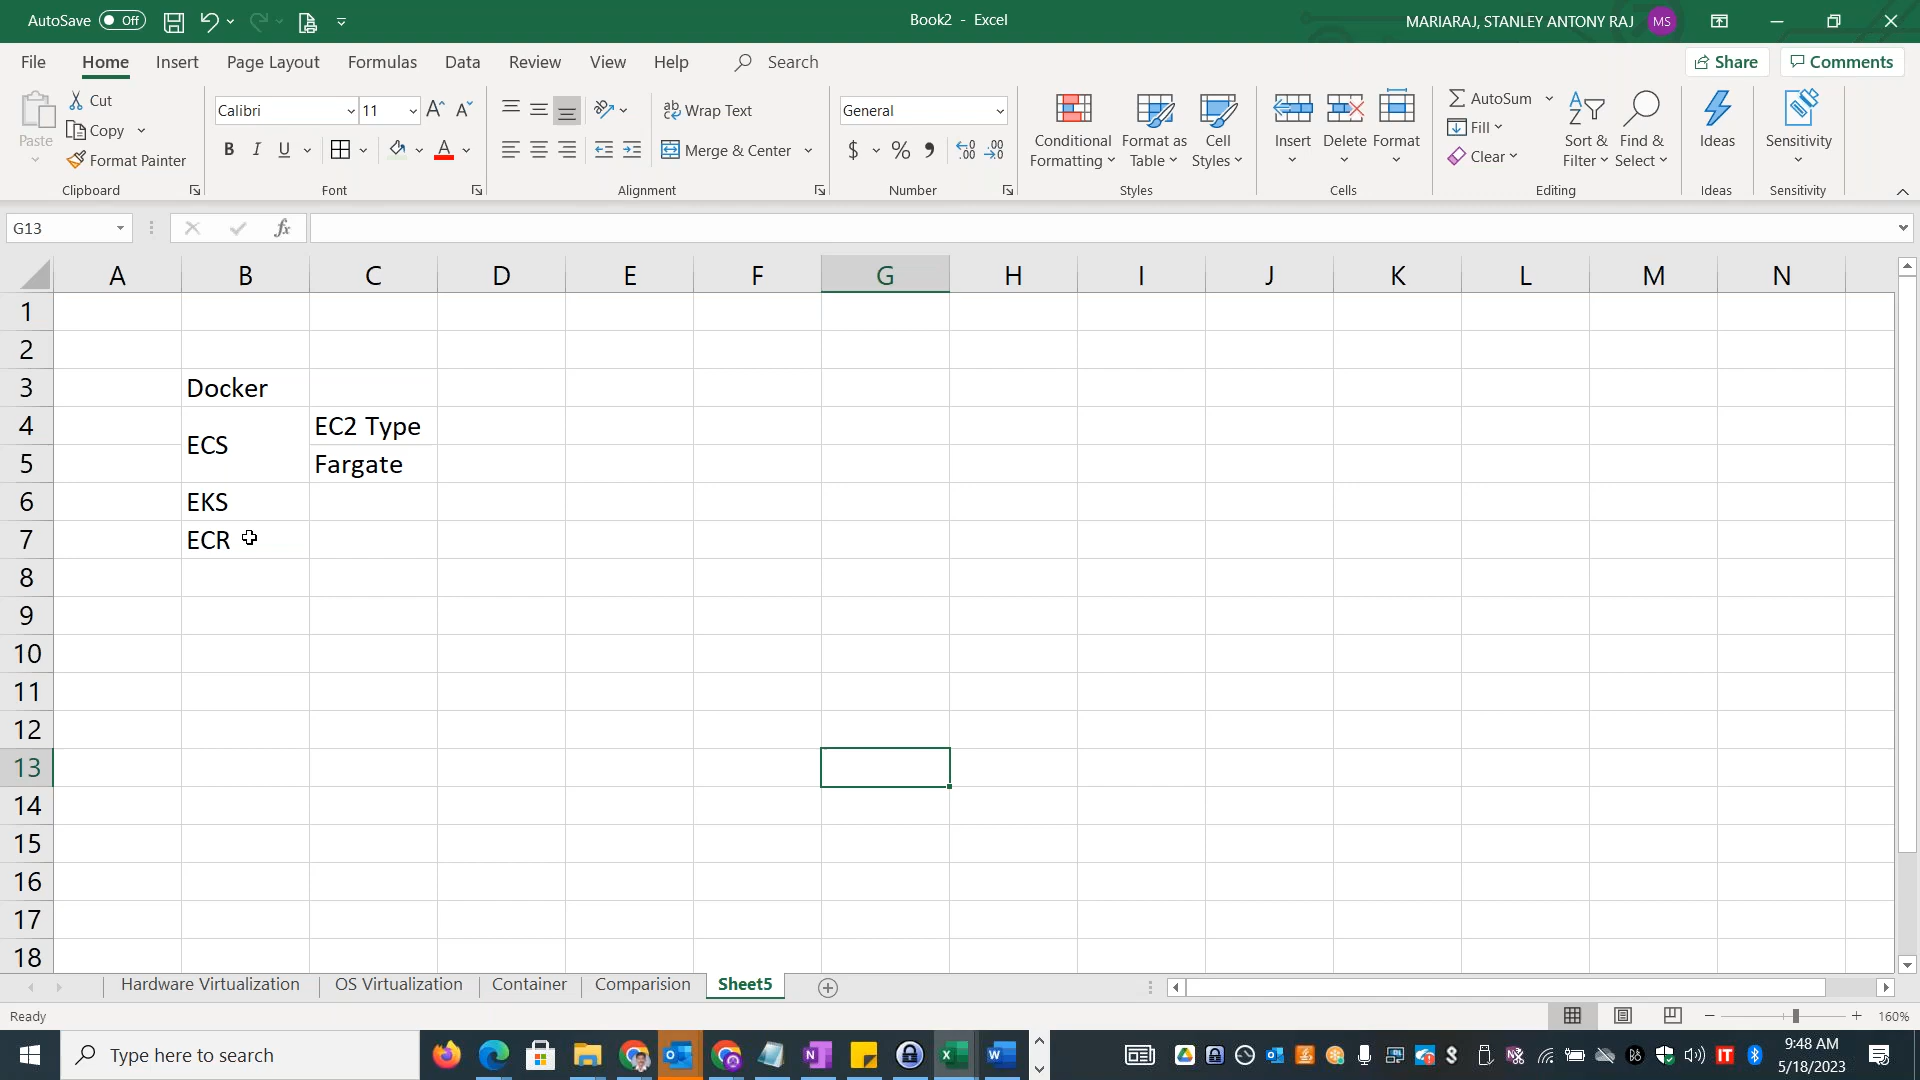 AutoSave Off
Book2 - Excel
MARIARAJ, STANLEY ANTONY RAJ MS
File Home Insert Page Layout Formulas Data Review View Help Search
Share Comments
Paste
Cut
Copy
Format Painter
Clipboard
Calibri 11
B I U
Font
Wrap Text
Merge & Center
Alignment
General
$ % 9
Number
Conditional Formatting
Format as Table
Cell Styles
Styles
Insert Delete Format
Cells
AutoSum
Fill
Clear
Sort & Filter
Find & Select
Editing
Ideas
Ideas
Sensitivity
Sensitivity
G13
fx
A B C D E F G H I J K L M N
1
2
3 Docker
4 EC2 Type
ECS
5 Fargate
6 EKS
7 ECR
8
9
10
11
12
13
14
15
16
17
18
Hardware Virtualization OS Virtualization Container Comparision Sheet5
Ready
160%
Type here to search
9:48 AM
5/18/2023